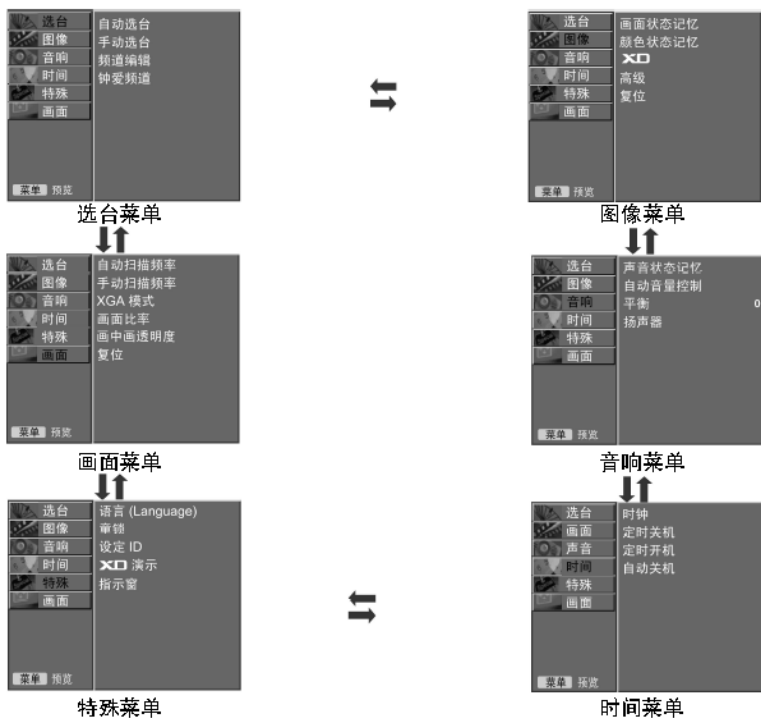 选台
图像
音响
时间
特殊
画面
自动选台
手动选台
频道编辑
钟爱频道
菜单 预览
选台菜单
选台
图像
音响
时间
特殊
画面
画面状态记忆
颜色状态记忆
XD
高级
复位
菜单 预览
图像菜单
选台
图像
音响
时间
特殊
画面
自动扫描频率
手动扫描频率
XGA 模式
画面比率
画中画透明度
复位
菜单 预览
画面菜单
选台
图像
音响
时间
特殊
画面
声音状态记忆
自动音量控制
平衡 0
扬声器
菜单 预览
音响菜单
选台
图像
音响
时间
特殊
画面
语言 (Language)
童锁
设定 ID
XD 演示
指示窗
菜单 预览
特殊菜单
选台
画面
声音
时间
特殊
画面
时钟
定时关机
定时开机
自动关机
菜单 预览
时间菜单